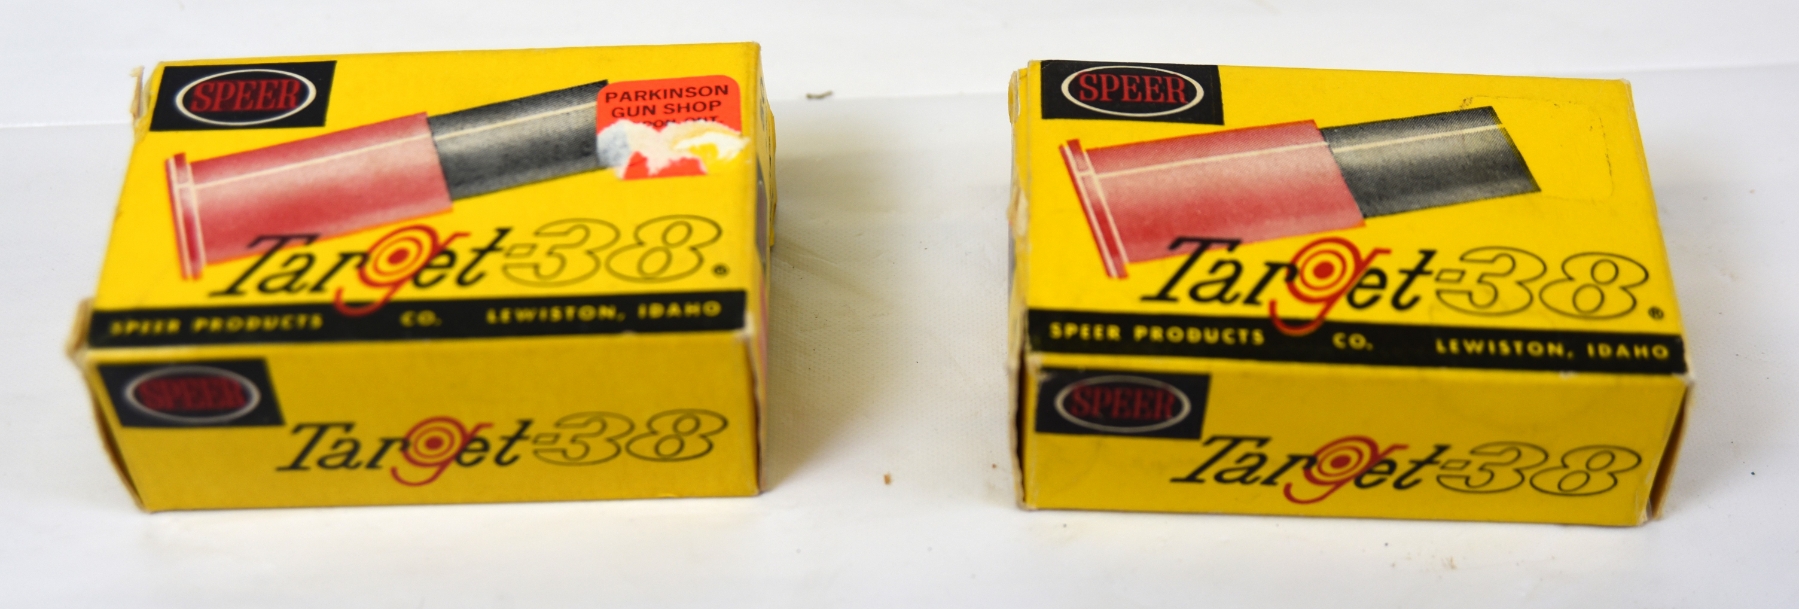 SPEER
PARKINSON
GUN SHOP
Target-38®
SPEER PRODUCTS CO. LEWISTON, IDAHO
SPEER
Target-38
SPEER
Target-38®
SPEER PRODUCTS CO. LEWISTON, IDAHO
SPEER
Target-38